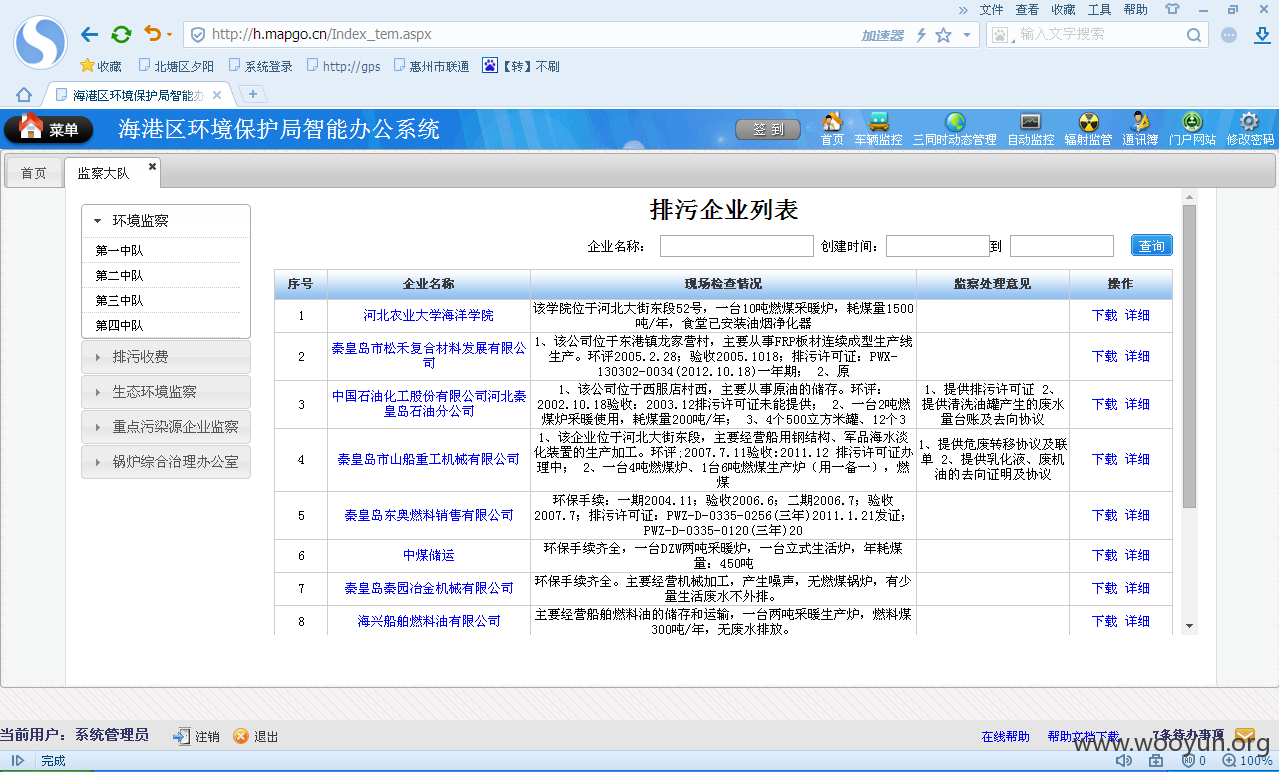 » 文件 查看 收藏 工具 帮助
http://h.mapgo.cn/Index_tem.aspx 加速器 输入文字搜索
收藏 北塘区夕阳 系统登录 http://gps 惠州市联通 【转】不刷
海港区环境保护局智能办
菜单 海港区环境保护局智能办公系统 签 到 首页 车辆监控 三同时动态管理 自动监控 辐射监管 通讯簿 门户网站 修改密码
首页 监察大队
环境监察
第一中队
第二中队
第三中队
第四中队
排污收费
生态环境监察
重点污染源企业监察
锅炉综合治理办公室
排污企业列表
企业名称： 创建时间： 到 查询
序号 企业名称 现场检查情况 监察处理意见 操作
1 河北农业大学海洋学院 该学院位于河北大街东段52号，一台10吨燃煤采暖炉，耗煤量1500
吨/年，食堂已安装油烟净化器 下载 详细
2 秦皇岛市松禾复合材料发展有限公
司 1、该公司位于东港镇龙家营村，主要从事FRP板材连续成型生产线
生产。环评2005.2.28；验收2005.1018；排污许可证：PWX-
130302-0034(2012.10.18)一年期； 2、原 下载 详细
3 中国石油化工股份有限公司河北秦
皇岛石油分公司 1、该公司位于西服店村西，主要从事原油的储存。环评：
2002.10.18验收：2003.12排污许可证未能提供； 2、一台2吨燃
煤炉采暖使用，耗煤量200吨/年； 3、4个500立方米罐、12个3 1、提供排污许可证 2、
提供清洗油罐产生的废水
量台账及去向协议 下载 详细
4 秦皇岛市山船重工机械有限公司 1、该企业位于河北大街东段，主要经营船用钢结构、军品海水淡
化装置的生产加工。环评:2007.7.11验收:2011.12 排污许可证办
理中； 2、一台4吨燃煤炉、1台6吨燃煤生产炉（用一备一），燃
煤 1、提供危废转移协议及联
单 2、提供乳化液、废机
油的去向证明及协议 下载 详细
5 秦皇岛东奥燃料销售有限公司 环保手续：一期2004.11；验收2006.6；二期2006.7；验收
2007.7；排污许可证：PWZ-D-0335-0256(三年)2011.1.21发证；
PWZ-D-0335-0120(三年)20 下载 详细
6 中煤储运 环保手续齐全，一台DZW两吨采暖炉，一台立式生活炉，年耗煤
量：450吨 下载 详细
7 秦皇岛秦园冶金机械有限公司 环保手续齐全。主要经营机械加工，产生噪声，无燃煤锅炉，有少
量生活废水不外排。 下载 详细
8 海兴船舶燃料油有限公司 主要经营船舶燃料油的储存和运输，一台两吨采暖生产炉，燃料煤
300吨/年，无废水排放。 下载 详细
当前用户：系统管理员 注销 退出 在线帮助 帮助文档下载 7条待办事项
www.wooyun.org
完成 0 100%